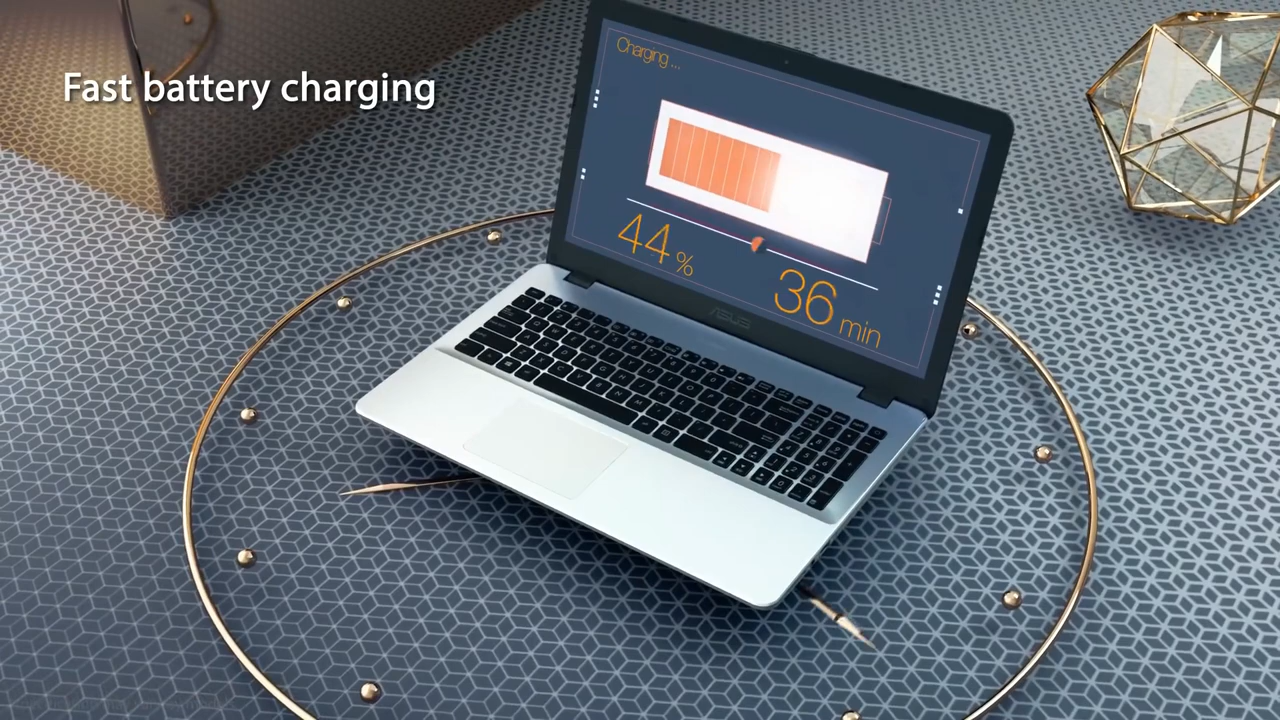 Fast battery charging
Charging ...
44 %
36 min
ASUS